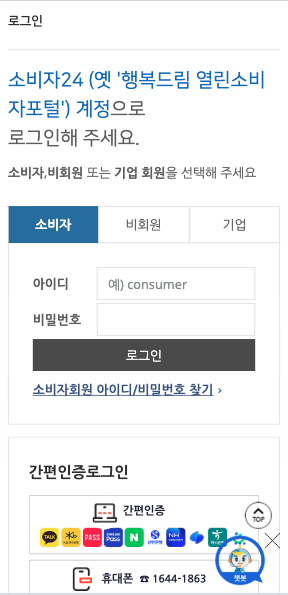 로그인
소비자24 (옛 '행복드림 열린소비
자포털') 계정으로
로그인해 주세요.
소비자,비회원 또는 기업 회원을 선택해 주세요
소비자 비회원 기업
아이디 예) consumer
비밀번호
로그인
소비자회원 아이디/비밀번호 찾기 ›
간편인증로그인
간편인증
TALK PASS N NH
TOP
휴대폰 ☎ 1644-1863
챗봇